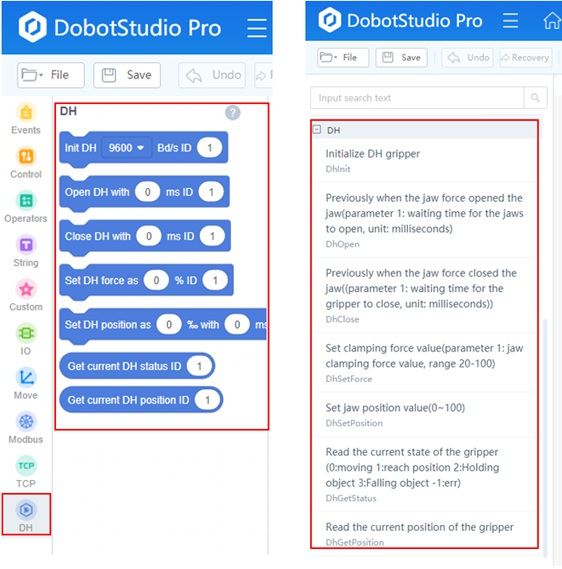 DobotStudio Pro
File
Save
Undo
Events
Control
Operators
String
Custom
IO
Move
Modbus
TCP
TCP
DH
DH
?
Init DH 9600 Bd/s ID 1
Open DH with 0 ms ID 1
Close DH with 0 ms ID 1
Set DH force as 0 % ID 1
Set DH position as 0 ‰ with 0 ms
Get current DH status ID 1
Get current DH position ID 1
DobotStudio Pro
File
Save
Undo
Recovery
Input search text
DH
Initialize DH gripper
DhInit
Previously when the jaw force opened the
jaw(parameter 1: waiting time for the jaws
to open, unit: milliseconds)
DhOpen
Previously when the jaw force closed the
jaw((parameter 1: waiting time for the
gripper to close, unit: milliseconds))
DhClose
Set clamping force value(parameter 1: jaw
clamping force value, range 20-100)
DhSetForce
Set jaw position value(0~100)
DhSetPosition
Read the current state of the gripper
(0:moving 1:reach position 2:Holding
object 3:Falling object -1:err)
DhGetStatus
Read the current position of the gripper
DhGetPosition